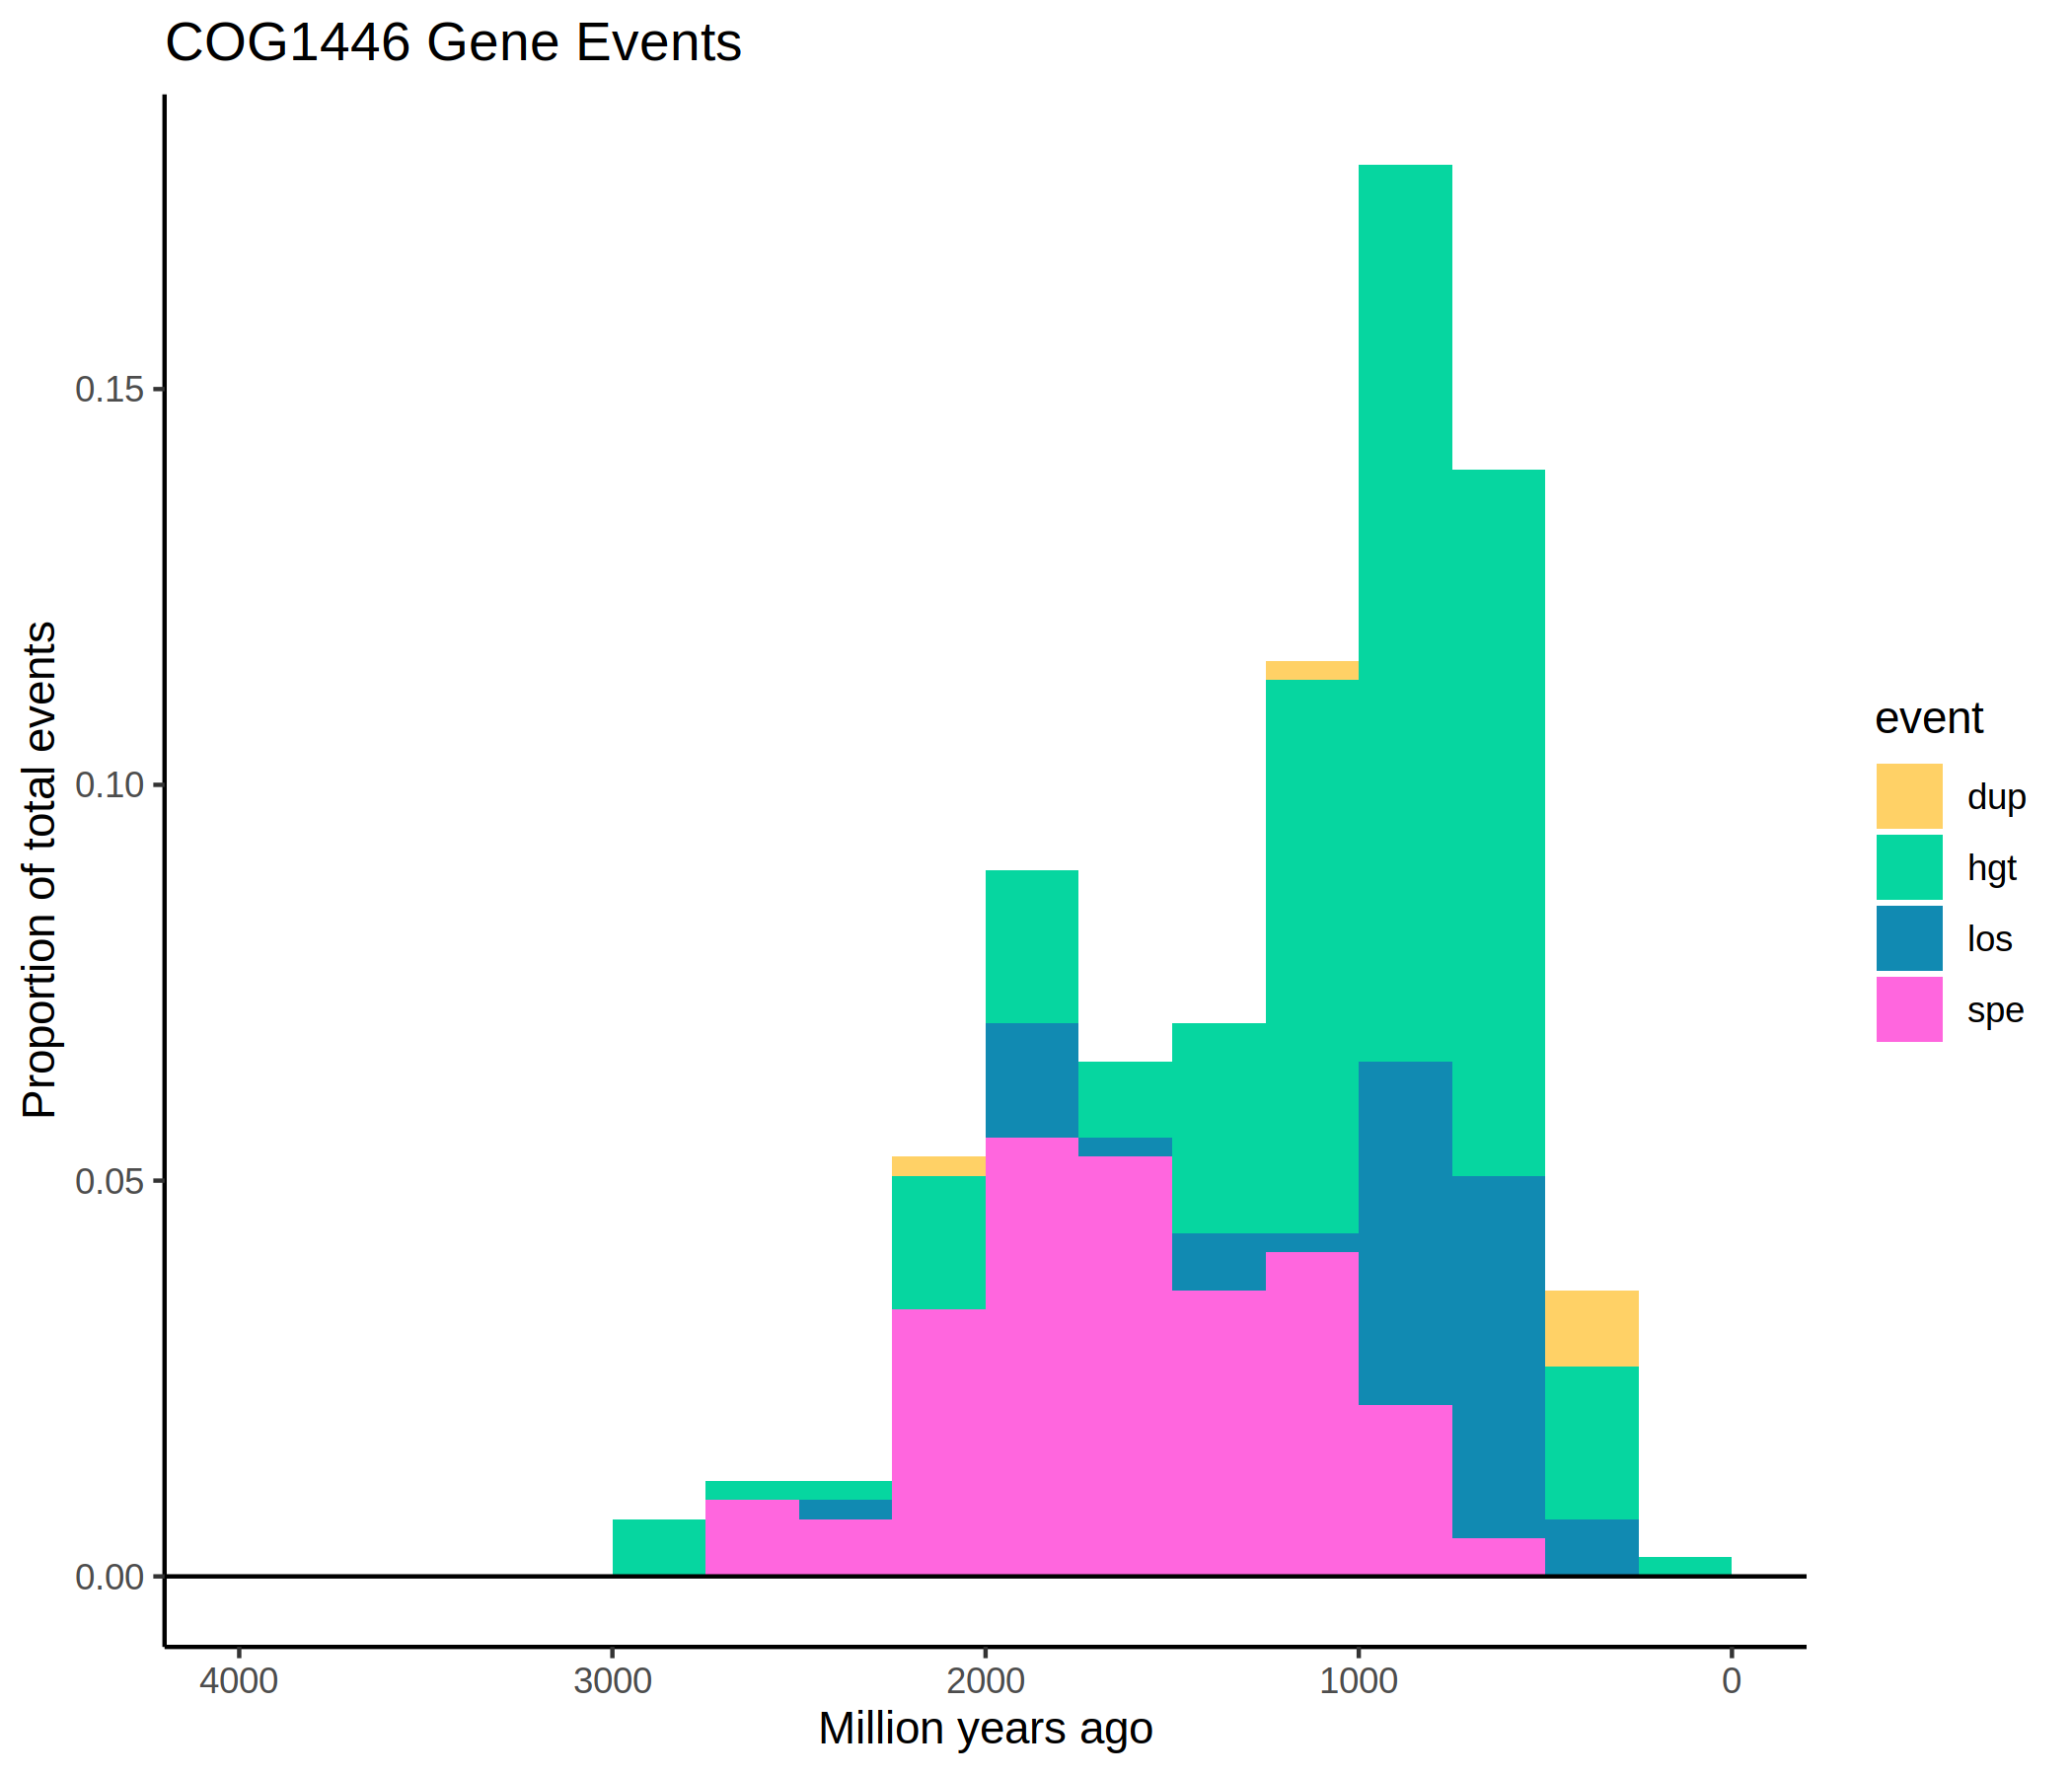 COG1446 Gene Events
Proportion of total events
0.15
0.10
0.05
0.00
4000 3000 2000 1000 0
Million years ago
event
dup
hgt
los
spe